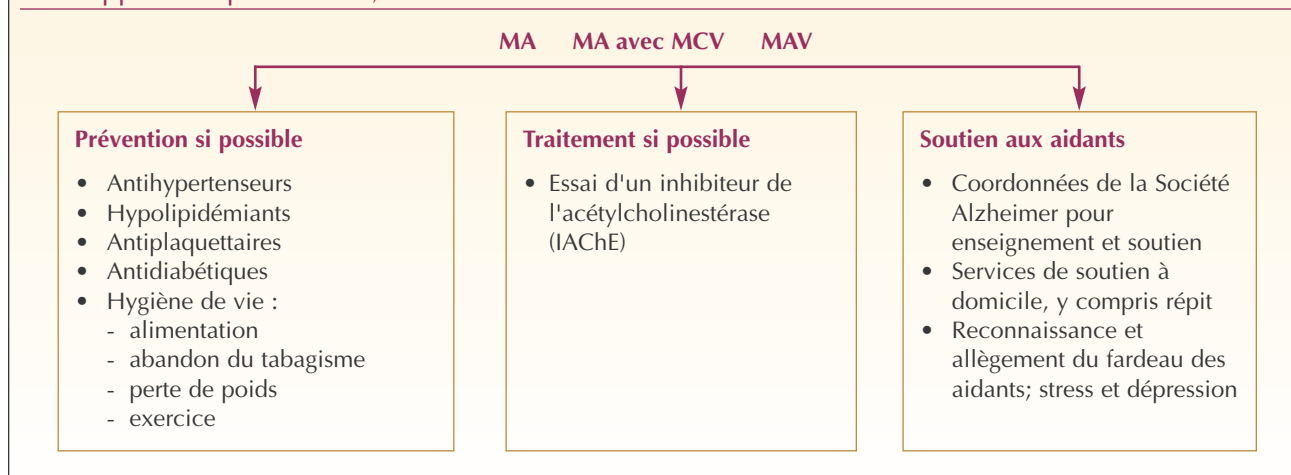 MA MA avec MCV MAV
Prévention si possible
• Antihypertenseurs
• Hypolipidémiants
• Antiplaquettaires
• Antidiabétiques
• Hygiène de vie :
- alimentation
- abandon du tabagisme
- perte de poids
- exercice
Traitement si possible
• Essai d'un inhibiteur de
l'acétylcholinestérase
(IAChE)
Soutien aux aidants
• Coordonnées de la Société
Alzheimer pour
enseignement et soutien
• Services de soutien à
domicile, y compris répit
• Reconnaissance et
allègement du fardeau des
aidants; stress et dépression